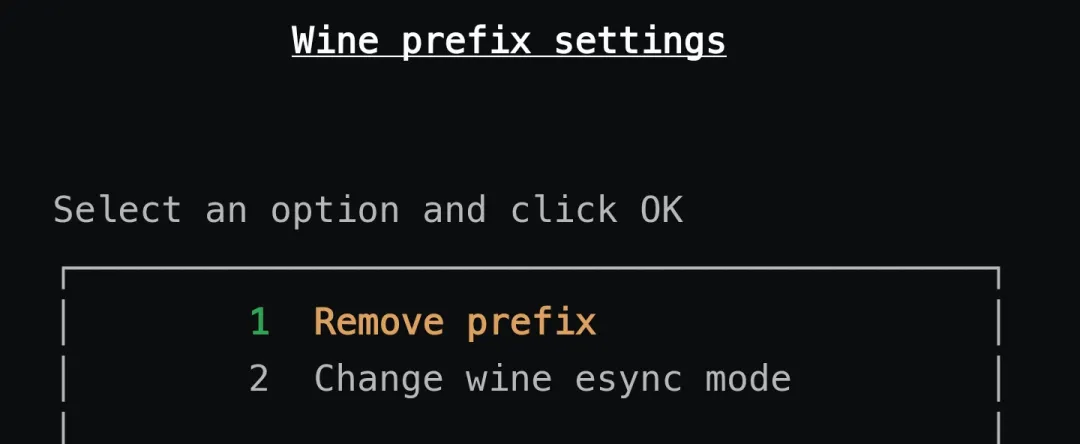 Wine prefix settings
Select an option and click OK
1 Remove prefix
2 Change wine esync mode